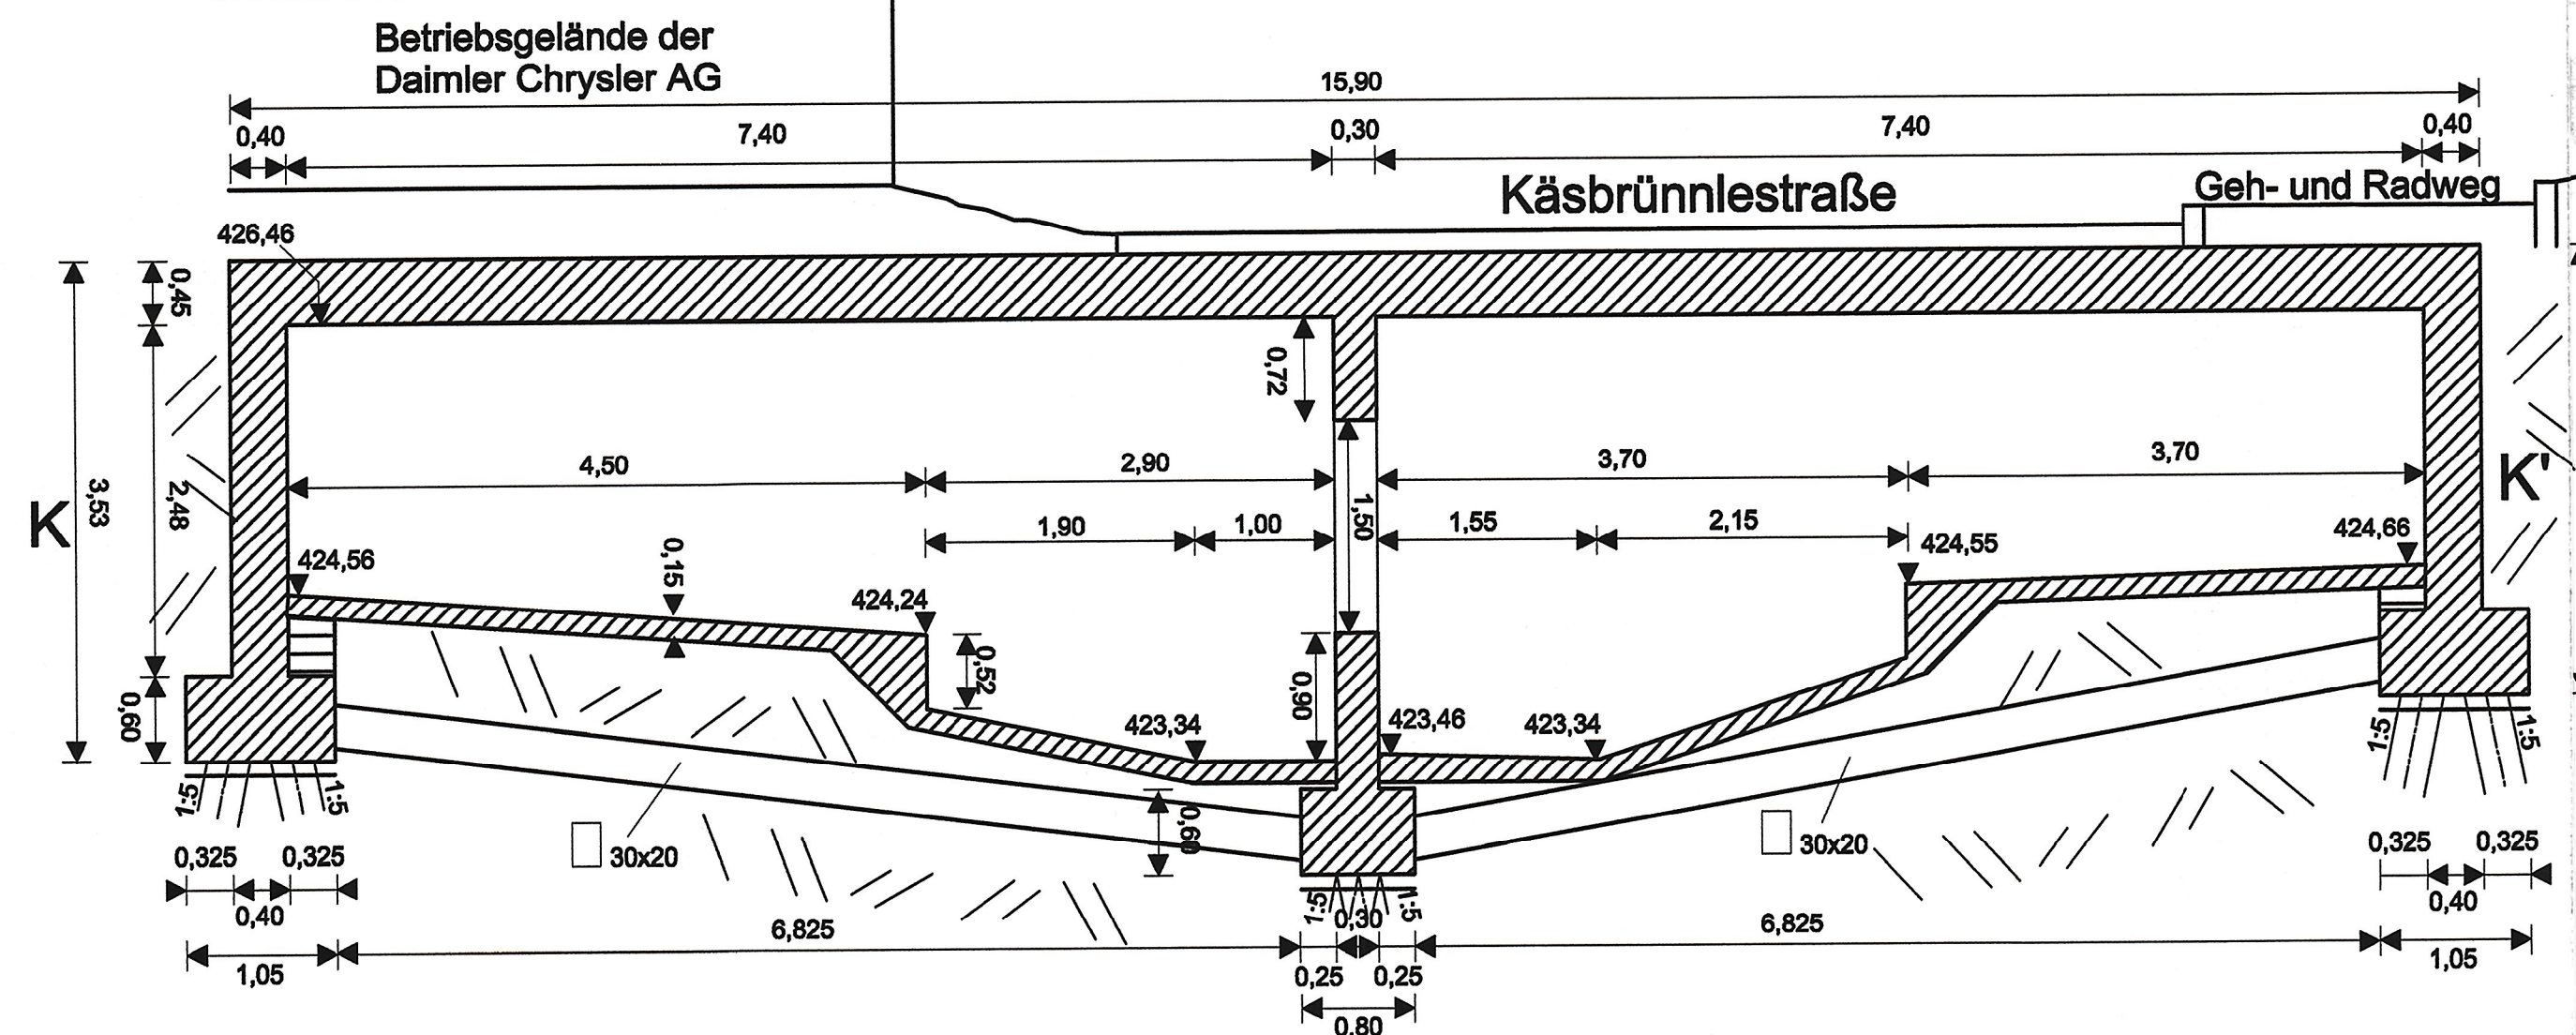 Betriebsgelände der
Daimler Chrysler AG
15,90
0,40 7,40 0,30 7,40 0,40
Käsbrünnlestraße
Geh- und Radweg
426,46
0,45
0,72
4,50 2,90 3,70 3,70
K 3,53 2,48 1,50 K'
1,90 1,00 1,55 2,15
424,56 0,15 424,55 424,66
424,24
0,52
0,90
423,34 423,46 423,34
0,60
1:5 1:5 1:5 1:5
0,60
30x20 30x20
0,325 0,325 0,325 0,325
0,40 0,40
1:5 0,30 1:5
6,825 6,825
1,05 0,25 0,25 1,05
0,80